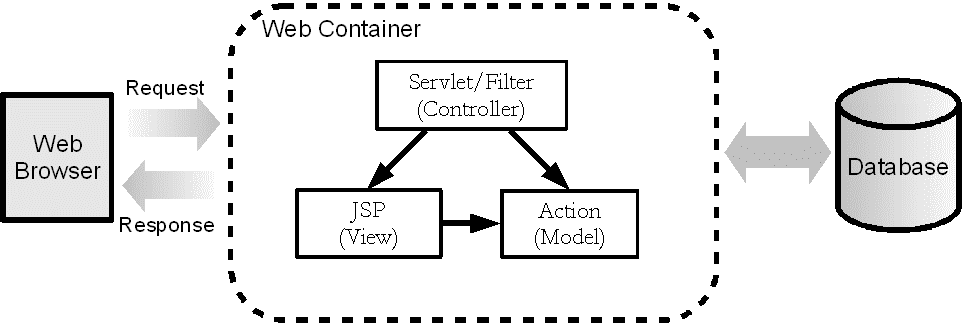 Web Container
Servlet/Filter
(Controller)
Request
Web
Browser
Response
JSP
(View)
Action
(Model)
Database